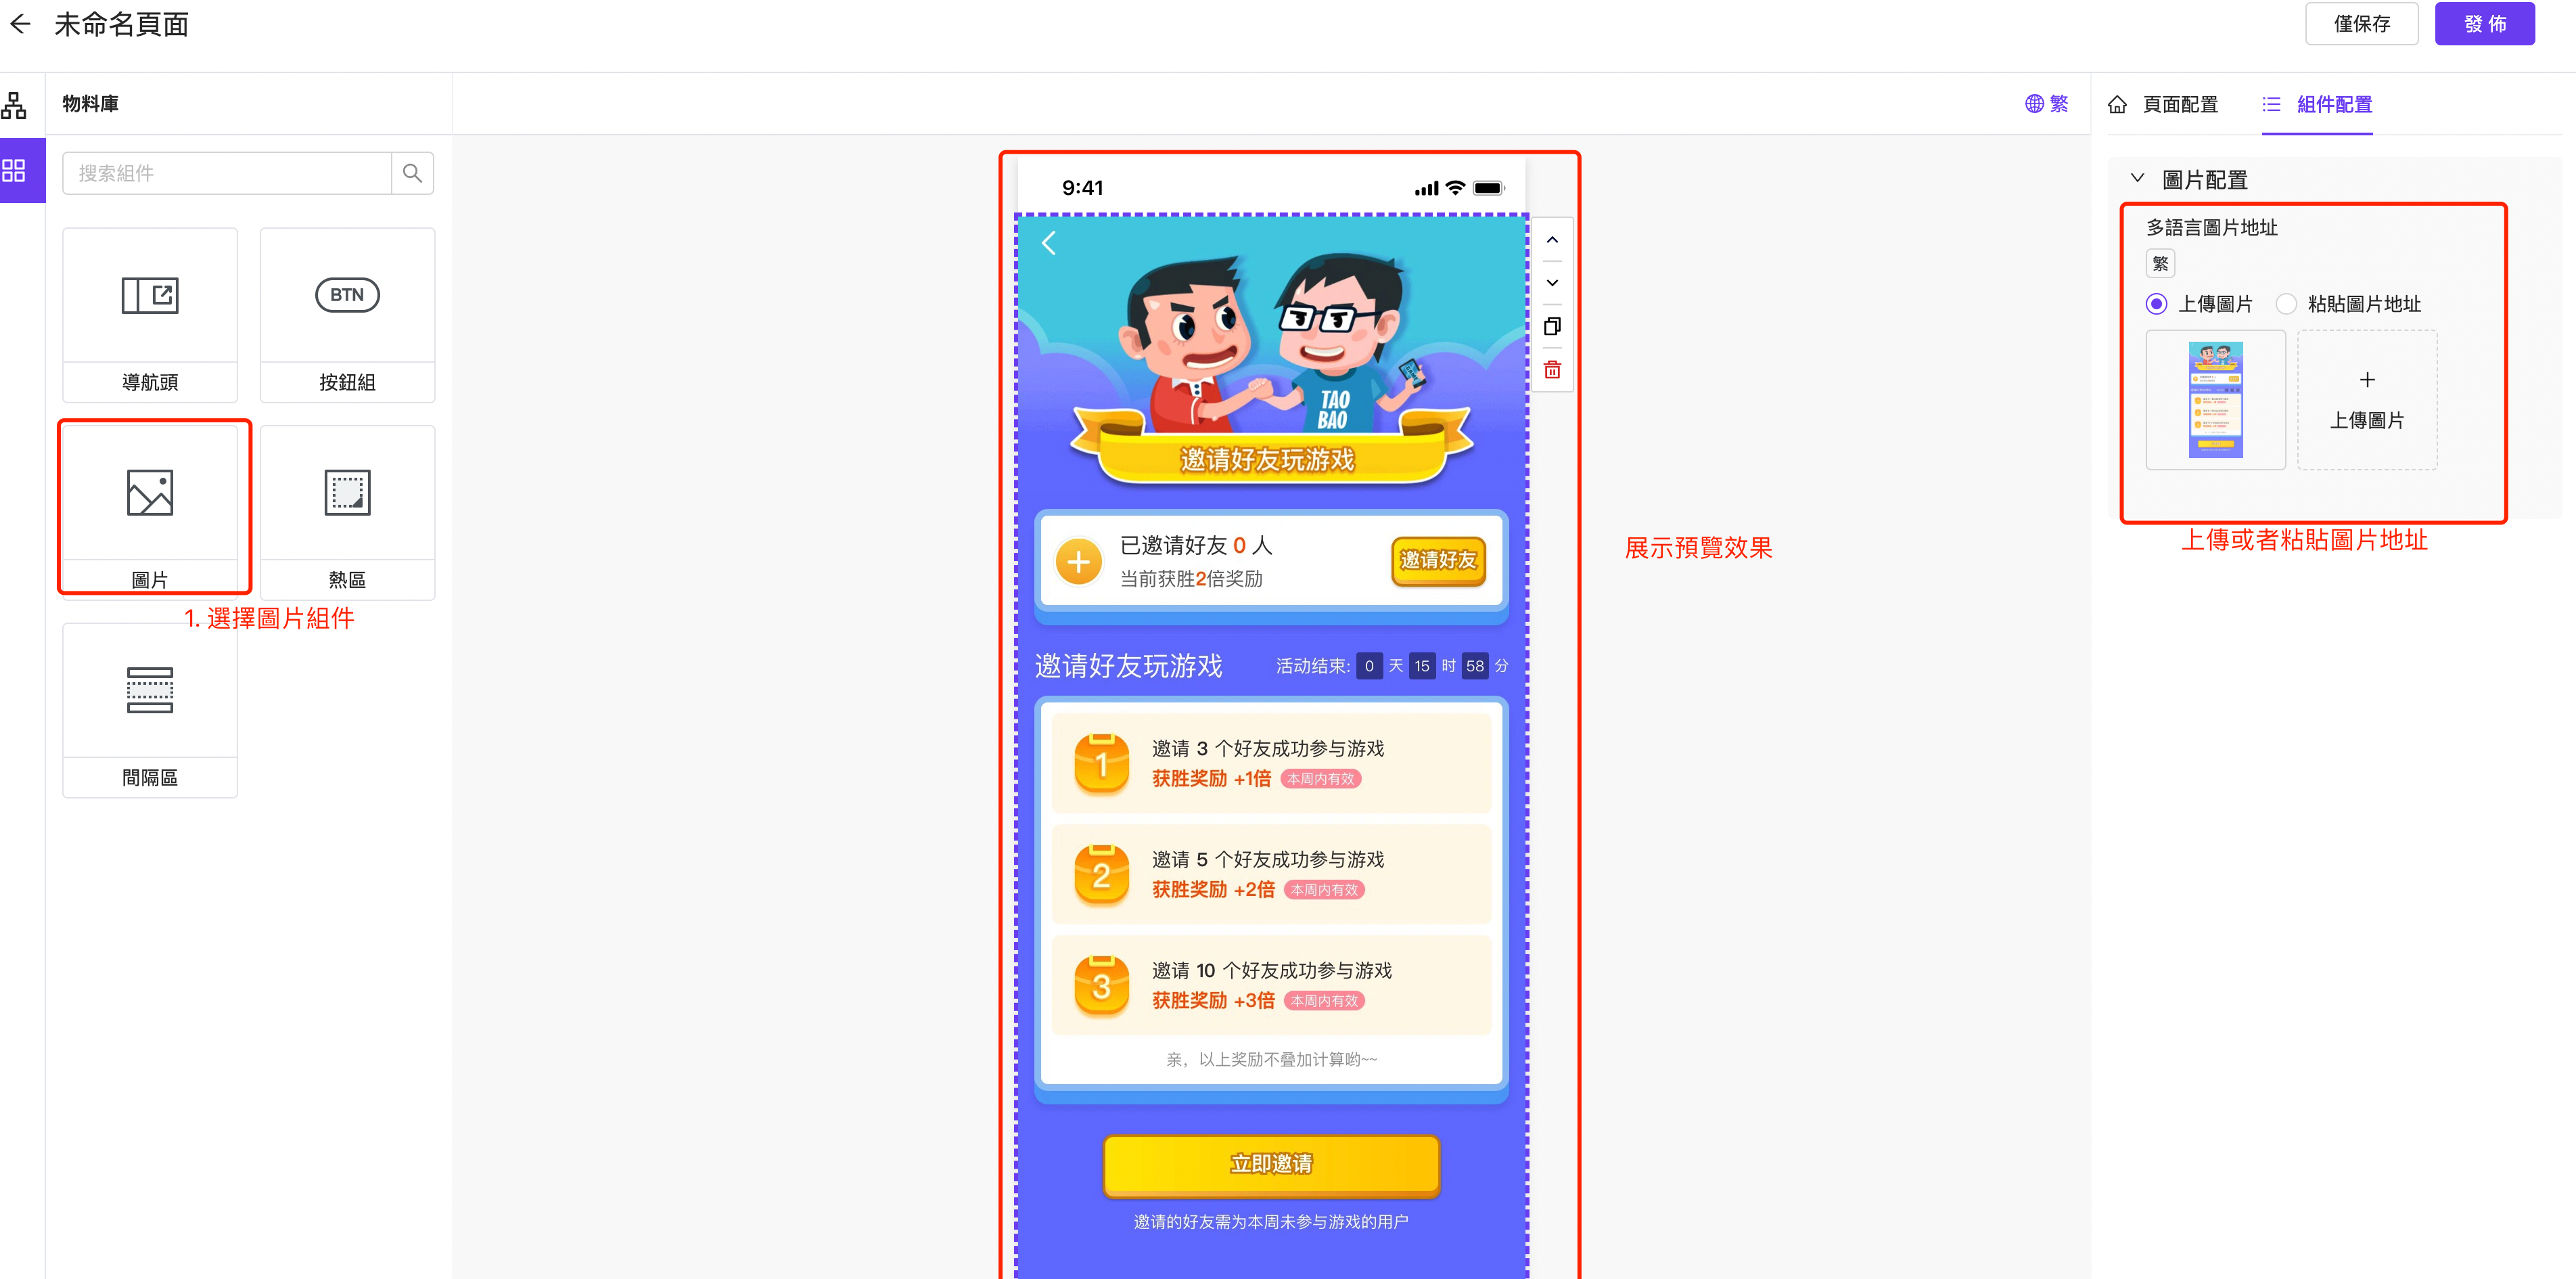 未命名頁面
僅保存
發 佈
物料庫
繁
頁面配置
組件配置
搜索組件
導航頭
BTN
按鈕組
圖片
熱區
1. 選擇圖片組件
間隔區
9:41
TAO
BAO
邀请好友玩游戏
已邀请好友 0 人
当前获胜2倍奖励
邀请好友
邀请好友玩游戏
活动结束: 0 天 15 时 58 分
1
邀请 3 个好友成功参与游戏
获胜奖励 +1倍 本周内有效
2
邀请 5 个好友成功参与游戏
获胜奖励 +2倍 本周内有效
3
邀请 10 个好友成功参与游戏
获胜奖励 +3倍 本周内有效
亲，以上奖励不叠加计算哟~~
立即邀请
邀请的好友需为本周未参与游戏的用户
展示預覽效果
圖片配置
多語言圖片地址
繁
上傳圖片
粘貼圖片地址
上傳圖片
上傳或者粘貼圖片地址